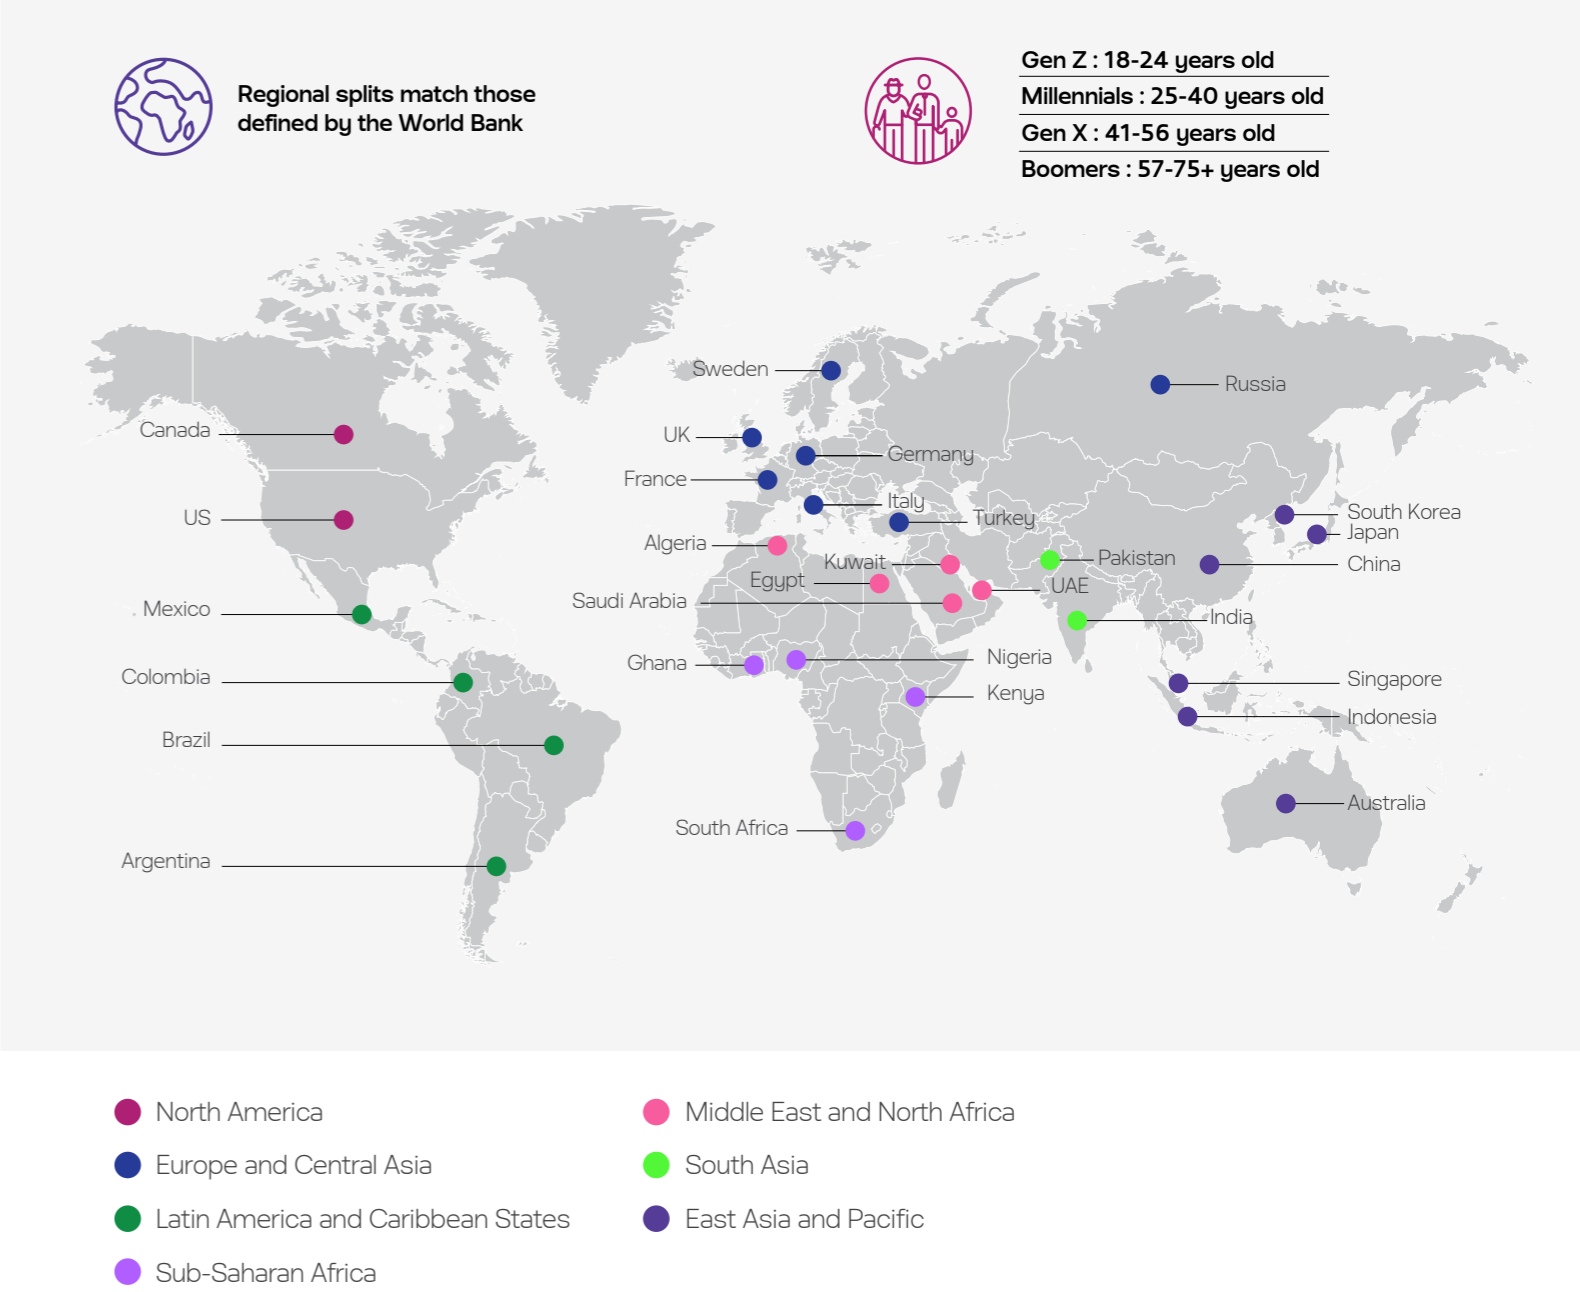 Regional splits match those
defined by the World Bank
Gen Z : 18-24 years old
Millennials : 25-40 years old
Gen X : 41-56 years old
Boomers : 57-75+ years old
Sweden
Russia
Canada
UK
Germany
France
Italy
US
Turkey
South Korea
Japan
Algeria
Kuwait
Pakistan
China
Egypt
UAE
Saudi Arabia
Mexico
India
Ghana
Nigeria
Colombia
Kenya
Singapore
Indonesia
Brazil
Australia
South Africa
Argentina
North America
Europe and Central Asia
Latin America and Caribbean States
Sub-Saharan Africa
Middle East and North Africa
South Asia
East Asia and Pacific